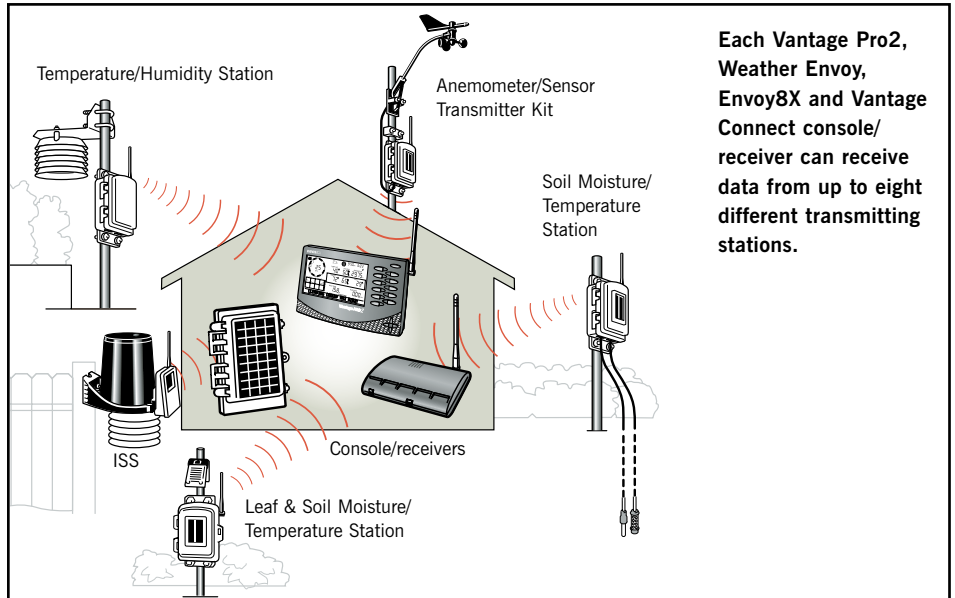 Temperature/Humidity Station
Anemometer/Sensor
Transmitter Kit
Soil Moisture/
Temperature
Station
ISS
Console/receivers
Leaf & Soil Moisture/
Temperature Station
Each Vantage Pro2,
Weather Envoy,
Envoy8X and Vantage
Connect console/
receiver can receive
data from up to eight
different transmitting
stations.